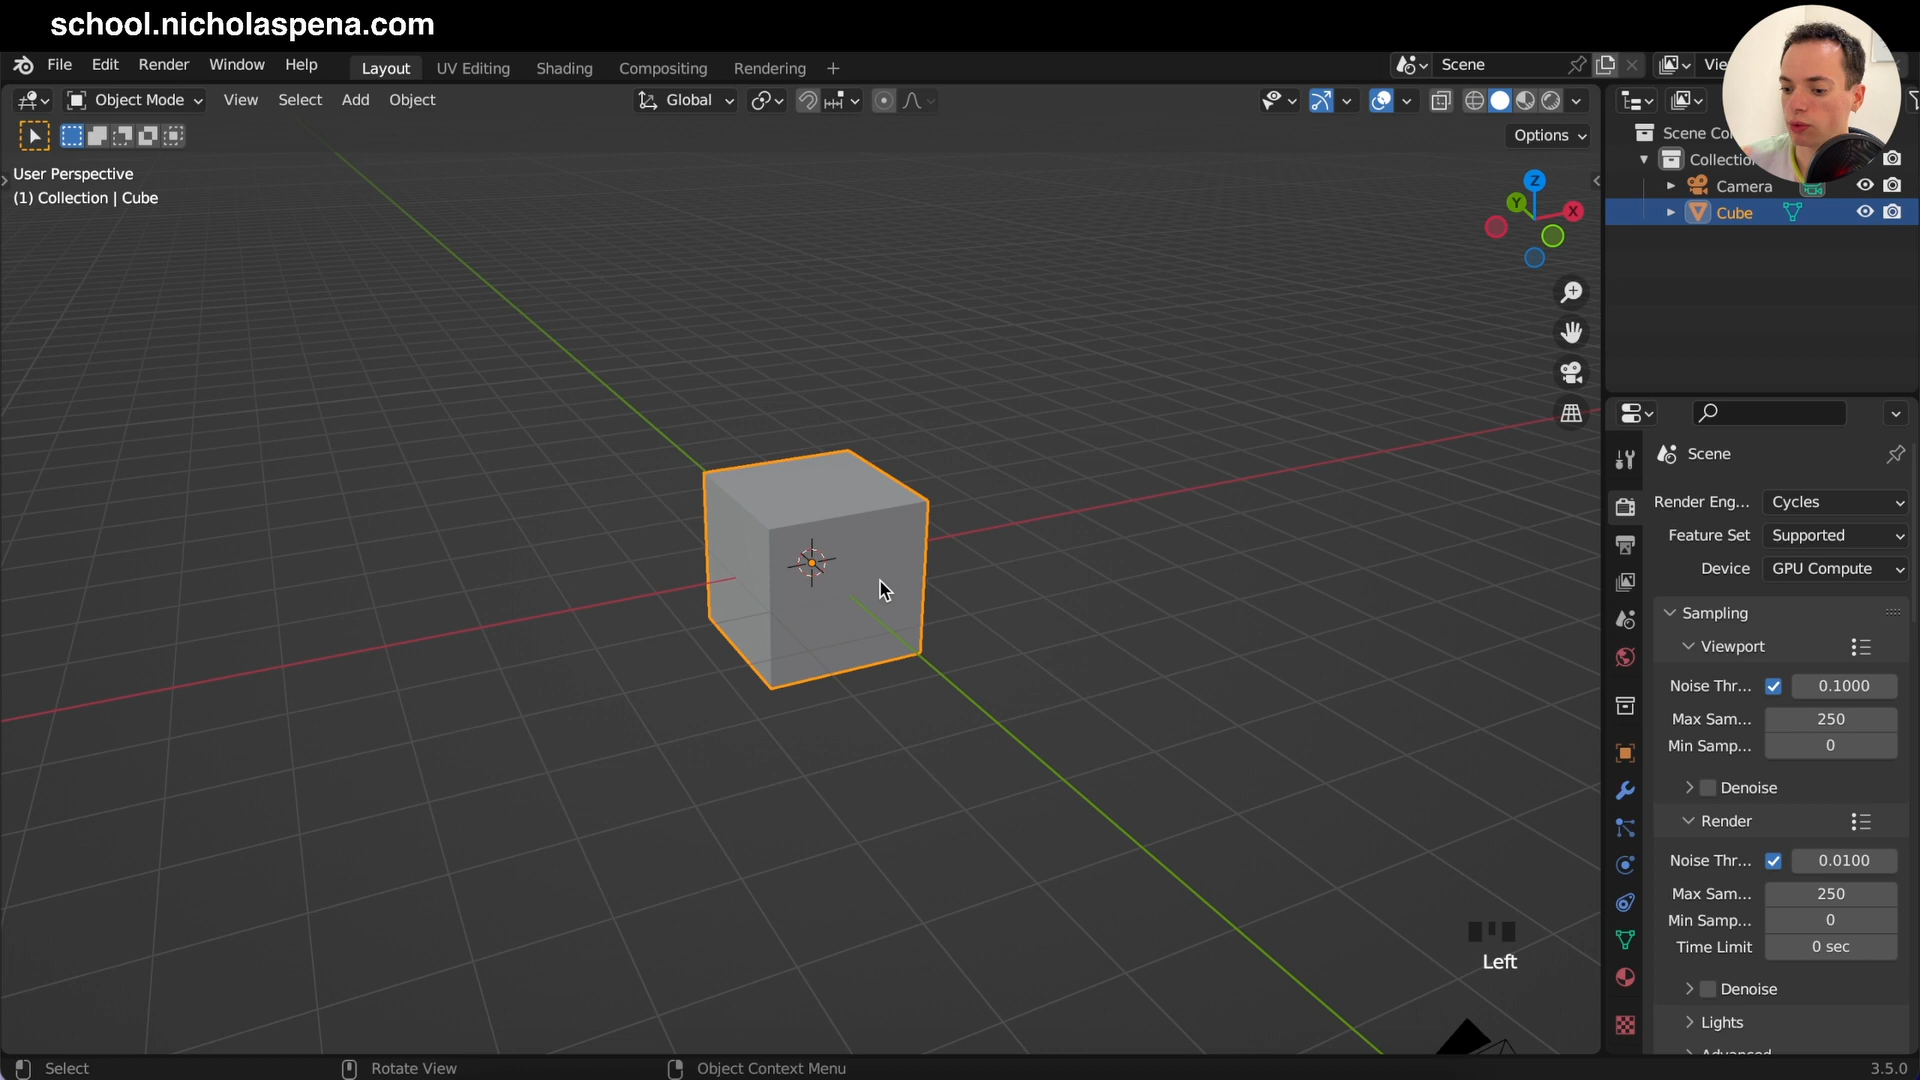 school.nicholaspena.com
File Edit Render Window Help Layout UV Editing Shading Compositing Rendering + Scene
Object Mode View Select Add Object Global
Options
User Perspective
(1) Collection | Cube
Z
Y
X
Collectio
Camera
Cube
Scene
Render Eng... Cycles
Feature Set Supported
Device GPU Compute
Sampling
Viewport
Noise Thr... 0.1000
Max Sam... 250
Min Samp... 0
Denoise
Render
Noise Thr... 0.0100
Max Sam... 250
Min Samp... 0
Time Limit 0 sec
Denoise
Lights
Left
Select Rotate View Object Context Menu 3.5.0